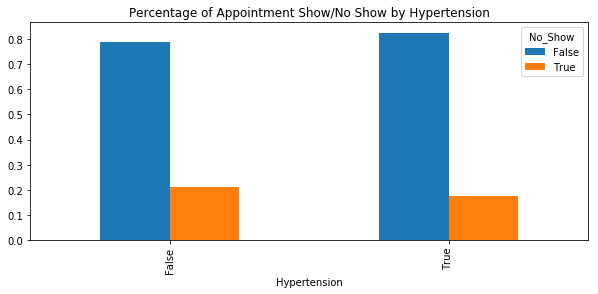 Percentage of Appointment Show/No Show by Hypertension
0.8
0.7
0.6
0.5
0.4
0.3
0.2
0.1
0.0
No_Show
False
True
False
True
Hypertension